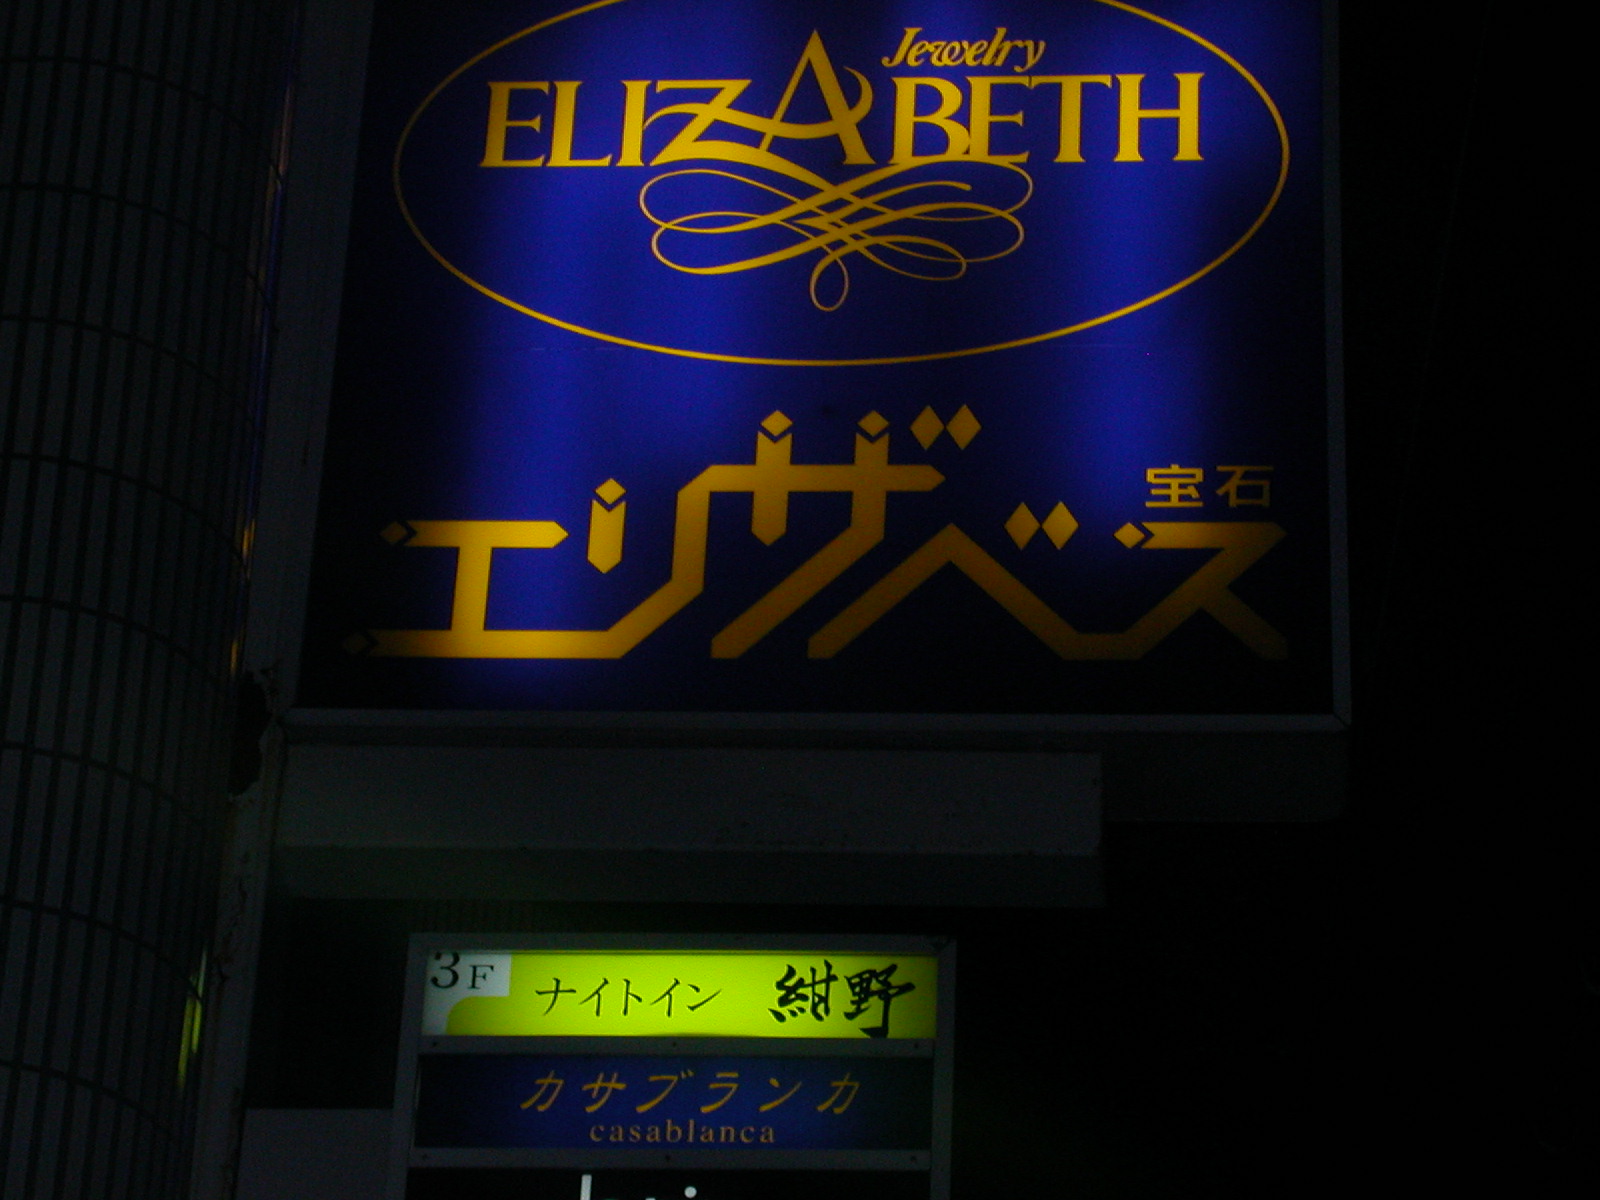 Jewelry
ELIZABETH
宝石
エリザベス
3F ナイトイン 紺野
カサブランカ
casablanca